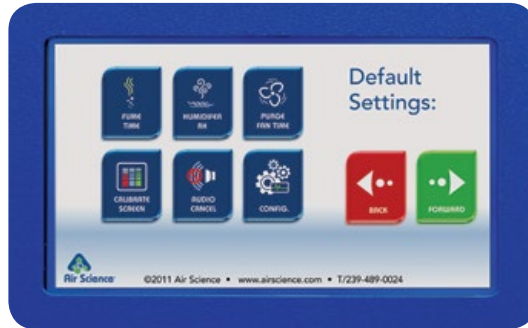 Default
Settings:
FUME
TIME
HUMIDIFER
RH
PURGE
FAN TIME
CALIBRATE
SCREEN
AUDIO
CANCEL
CONFIG.
BACK
FORWARD
Air Science
©2011 Air Science • www.airscience.com • T/239-489-0024